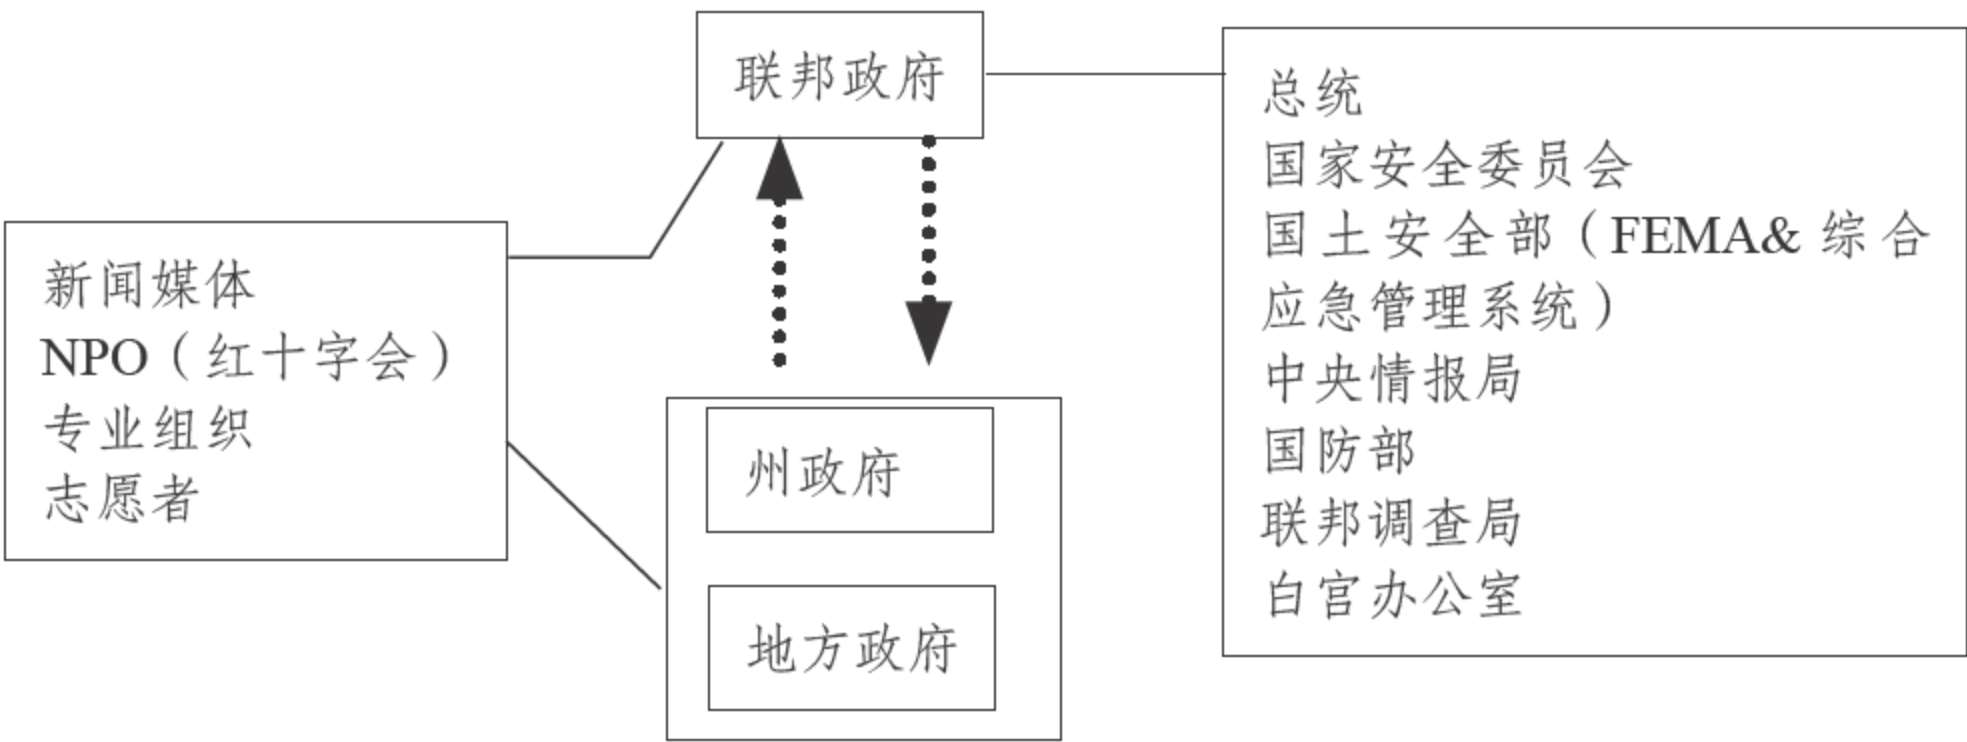 联邦政府
总统
国家安全委员会
国土安全部（FEMA&综合
应急管理系统）
中央情报局
国防部
联邦调查局
白宫办公室
新闻媒体
NPO（红十字会）
专业组织
志愿者
州政府
地方政府